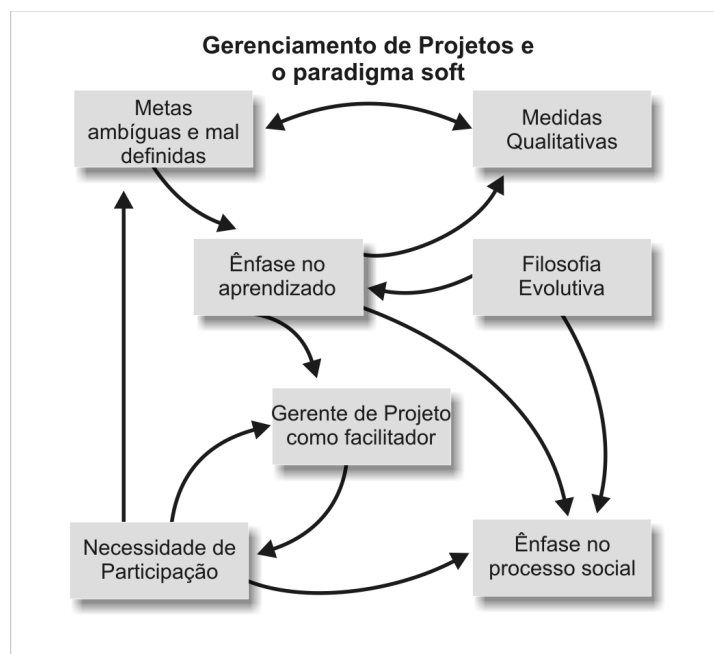 Gerenciamento de Projetos e
o paradigma soft
Metas
ambíguas e mal
definidas
Medidas
Qualitativas
Ênfase no
aprendizado
Filosofia
Evolutiva
Gerente de Projeto
como facilitador
Necessidade de
Participação
Ênfase no
processo social